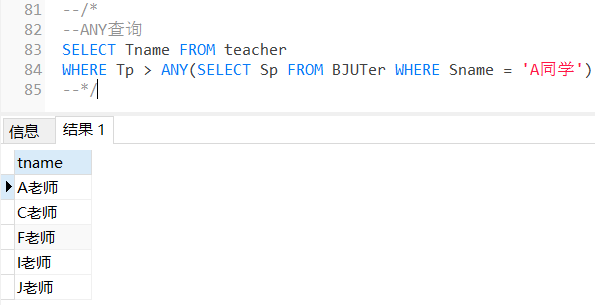 81 --/*
82 --ANY查询
83 SELECT Tname FROM teacher
84 WHERE Tp > ANY(SELECT Sp FROM BJUTer WHERE Sname = 'A同学')
85 --*/
信息 结果 1
tname
A老师
C老师
F老师
I老师
J老师